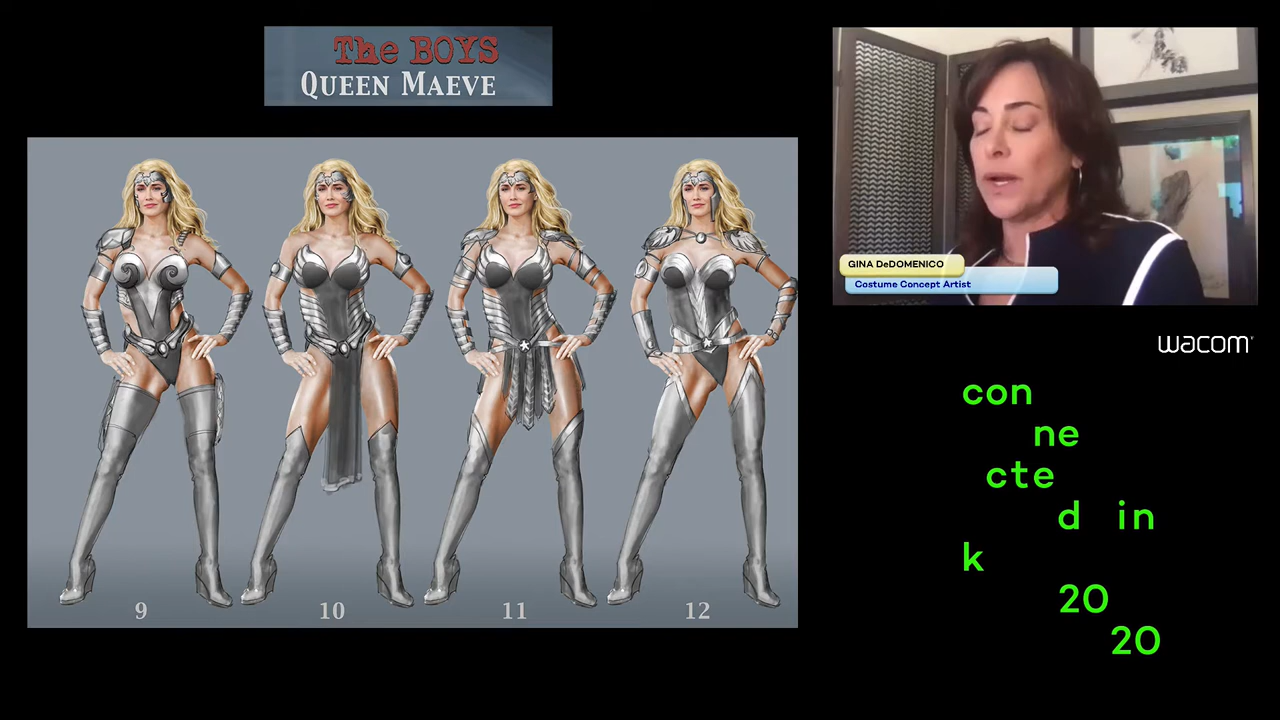 The BOYS
QUEEN MAEVE
9
10
11
12
GINA DeDOMENICO
Costume Concept Artist
wacom
con
ne
cte
d in
k
20
20